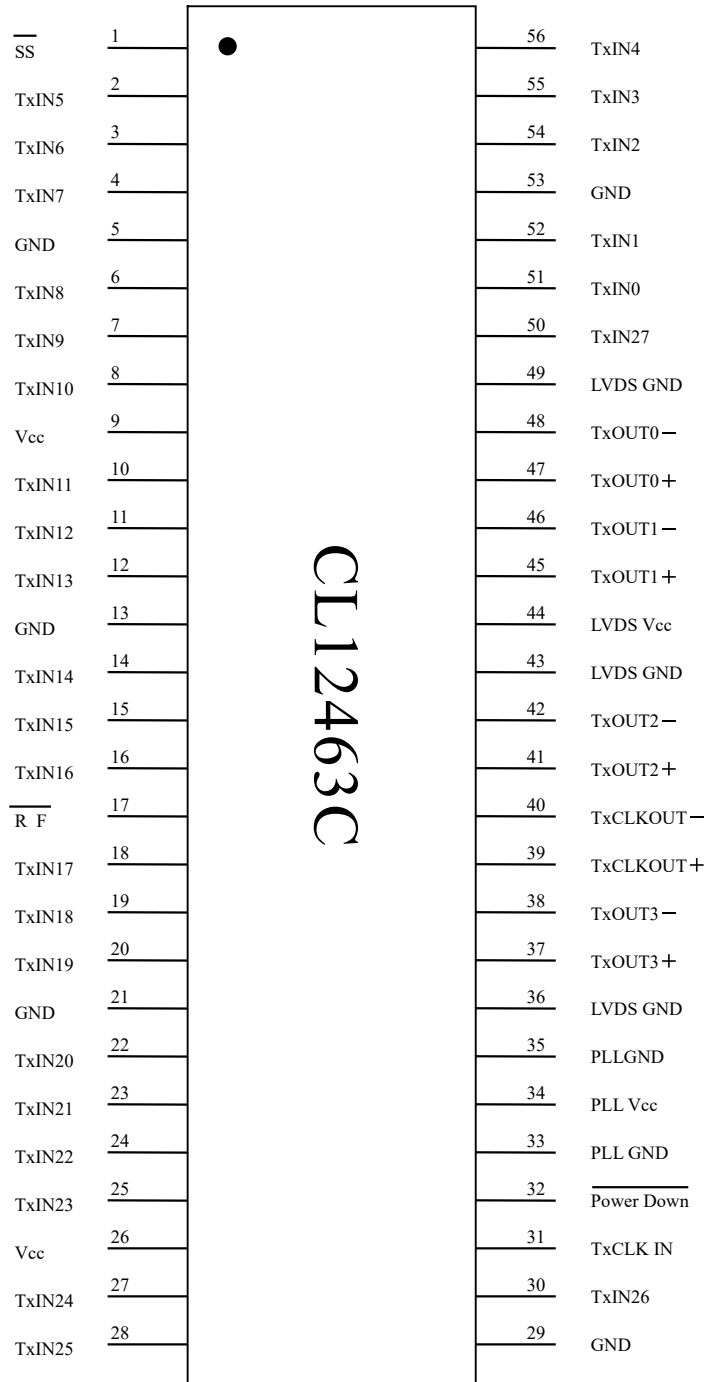 SS 1 56 TxIN4
TxIN5 2 55 TxIN3
TxIN6 3 54 TxIN2
TxIN7 4 53 GND
GND 5 52 TxIN1
TxIN8 6 51 TxIN0
TxIN9 7 50 TxIN27
TxIN10 8 49 LVDS GND
Vcc 9 48 TxOUT0−
TxIN11 10 47 TxOUT0+
TxIN12 11 46 TxOUT1−
TxIN13 12 45 TxOUT1+
GND 13 44 LVDS Vcc
TxIN14 14 43 LVDS GND
TxIN15 15 42 TxOUT2−
TxIN16 16 41 TxOUT2+
R F 17 40 TxCLKOUT−
TxIN17 18 39 TxCLKOUT+
TxIN18 19 38 TxOUT3−
TxIN19 20 37 TxOUT3+
GND 21 36 LVDS GND
TxIN20 22 35 PLLGND
TxIN21 23 34 PLL Vcc
TxIN22 24 33 PLL GND
TxIN23 25 32 Power Down
Vcc 26 31 TxCLK IN
TxIN24 27 30 TxIN26
TxIN25 28 29 GND
CL12463C